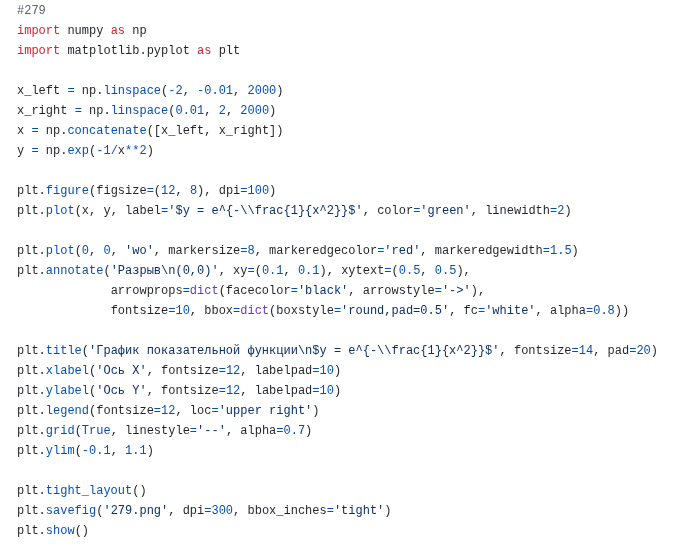 #279
import numpy as np
import matplotlib.pyplot as plt
x_left = np.linspace(-2, -0.01, 2000)
x_right = np.linspace(0.01, 2, 2000)
x = np.concatenate([x_left, x_right])
y = np.exp(-1/x**2)
plt.figure(figsize=(12, 8), dpi=100)
plt.plot(x, y, label='$y = e^{-\\frac{1}{x^2}}$', color='green', linewidth=2)
plt.plot(0, 0, 'wo', markersize=8, markeredgecolor='red', markeredgewidth=1.5)
plt.annotate('Разрыв\n(0,0)', xy=(0.1, 0.1), xytext=(0.5, 0.5),
arrowprops=dict(facecolor='black', arrowstyle='->'),
fontsize=10, bbox=dict(boxstyle='round,pad=0.5', fc='white', alpha=0.8))
plt.title('График показательной функции\n$y = e^{-\\frac{1}{x^2}}$', fontsize=14, pad=20)
plt.xlabel('Ось X', fontsize=12, labelpad=10)
plt.ylabel('Ось Y', fontsize=12, labelpad=10)
plt.legend(fontsize=12, loc='upper right')
plt.grid(True, linestyle='--', alpha=0.7)
plt.ylim(-0.1, 1.1)
plt.tight_layout()
plt.savefig('279.png', dpi=300, bbox_inches='tight')
plt.show()